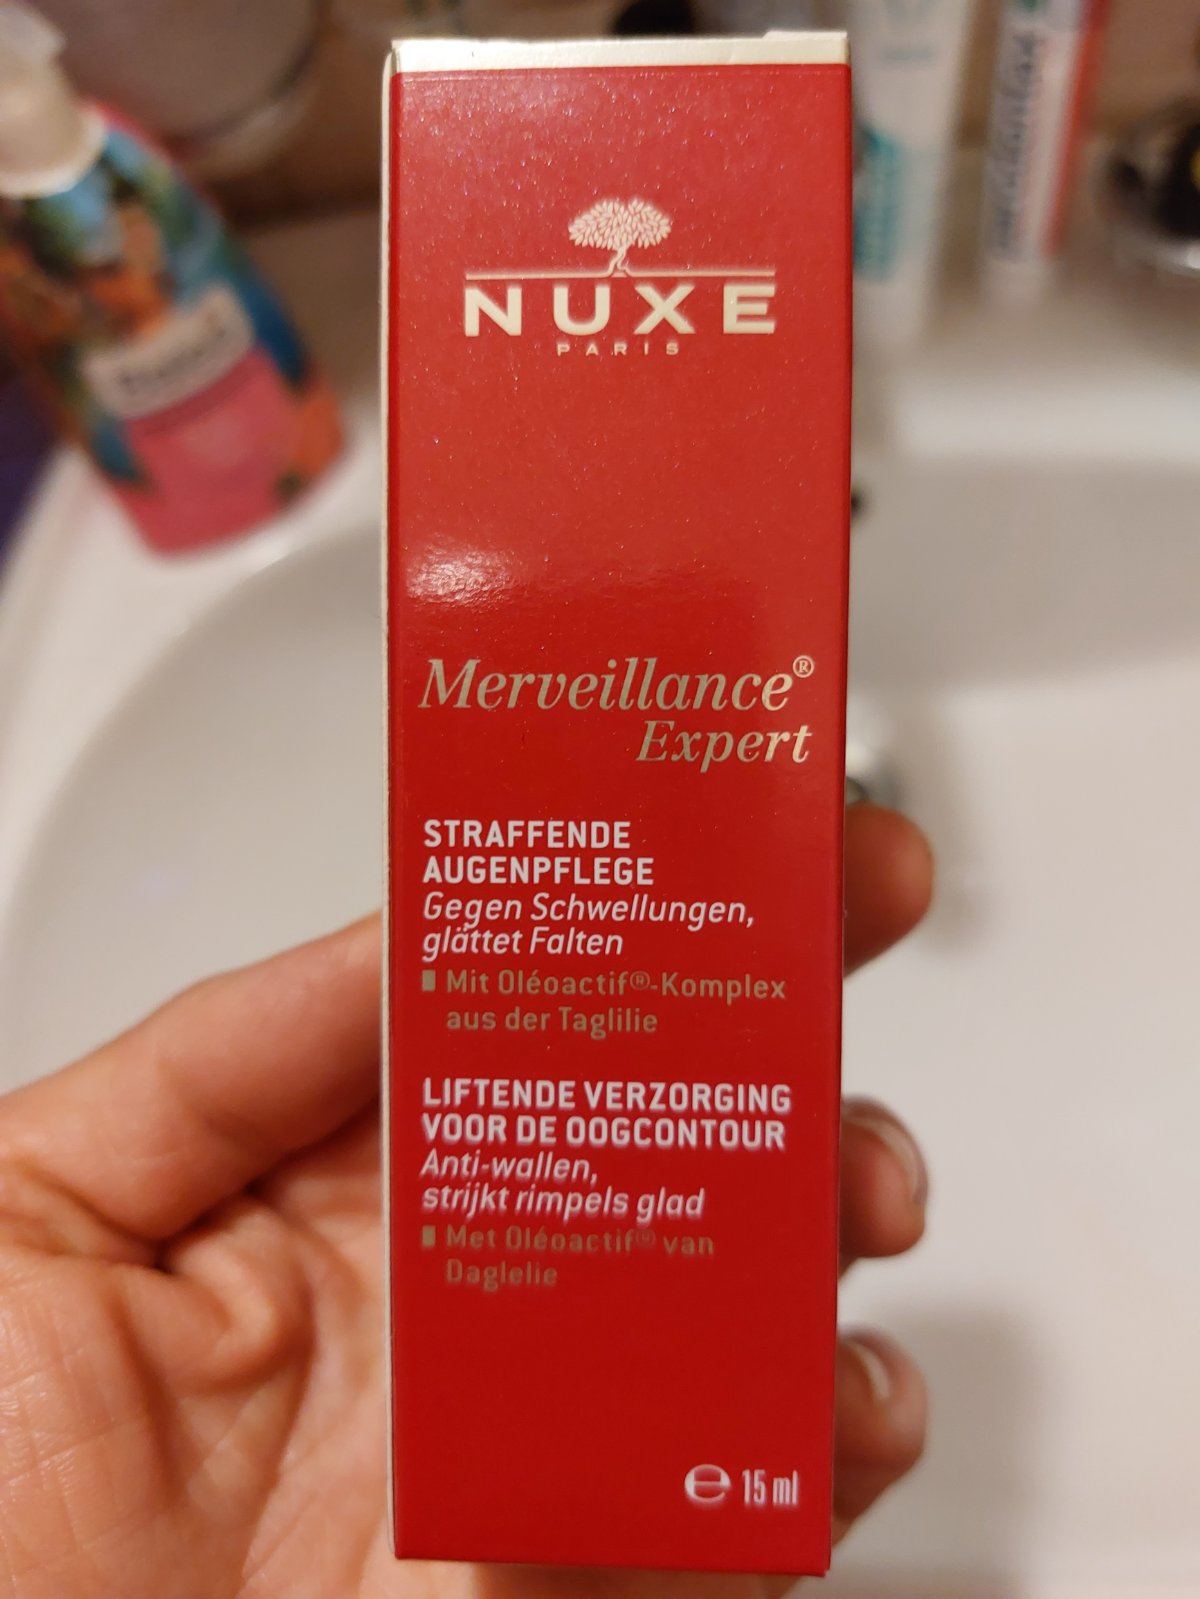 NUXE
PARIS
Merveillance®
Expert
STRAFFENDE
AUGENPFLEGE
Gegen Schwellungen,
glättet Falten
Mit Oléoactif®-Komplex
aus der Taglilie
LIFTENDE VERZORGING
VOOR DE OOGCONTOUR
Anti-wallen,
strijkt rimpels glad
Met Oléoactif® van
Daglelie
℮ 15 ml